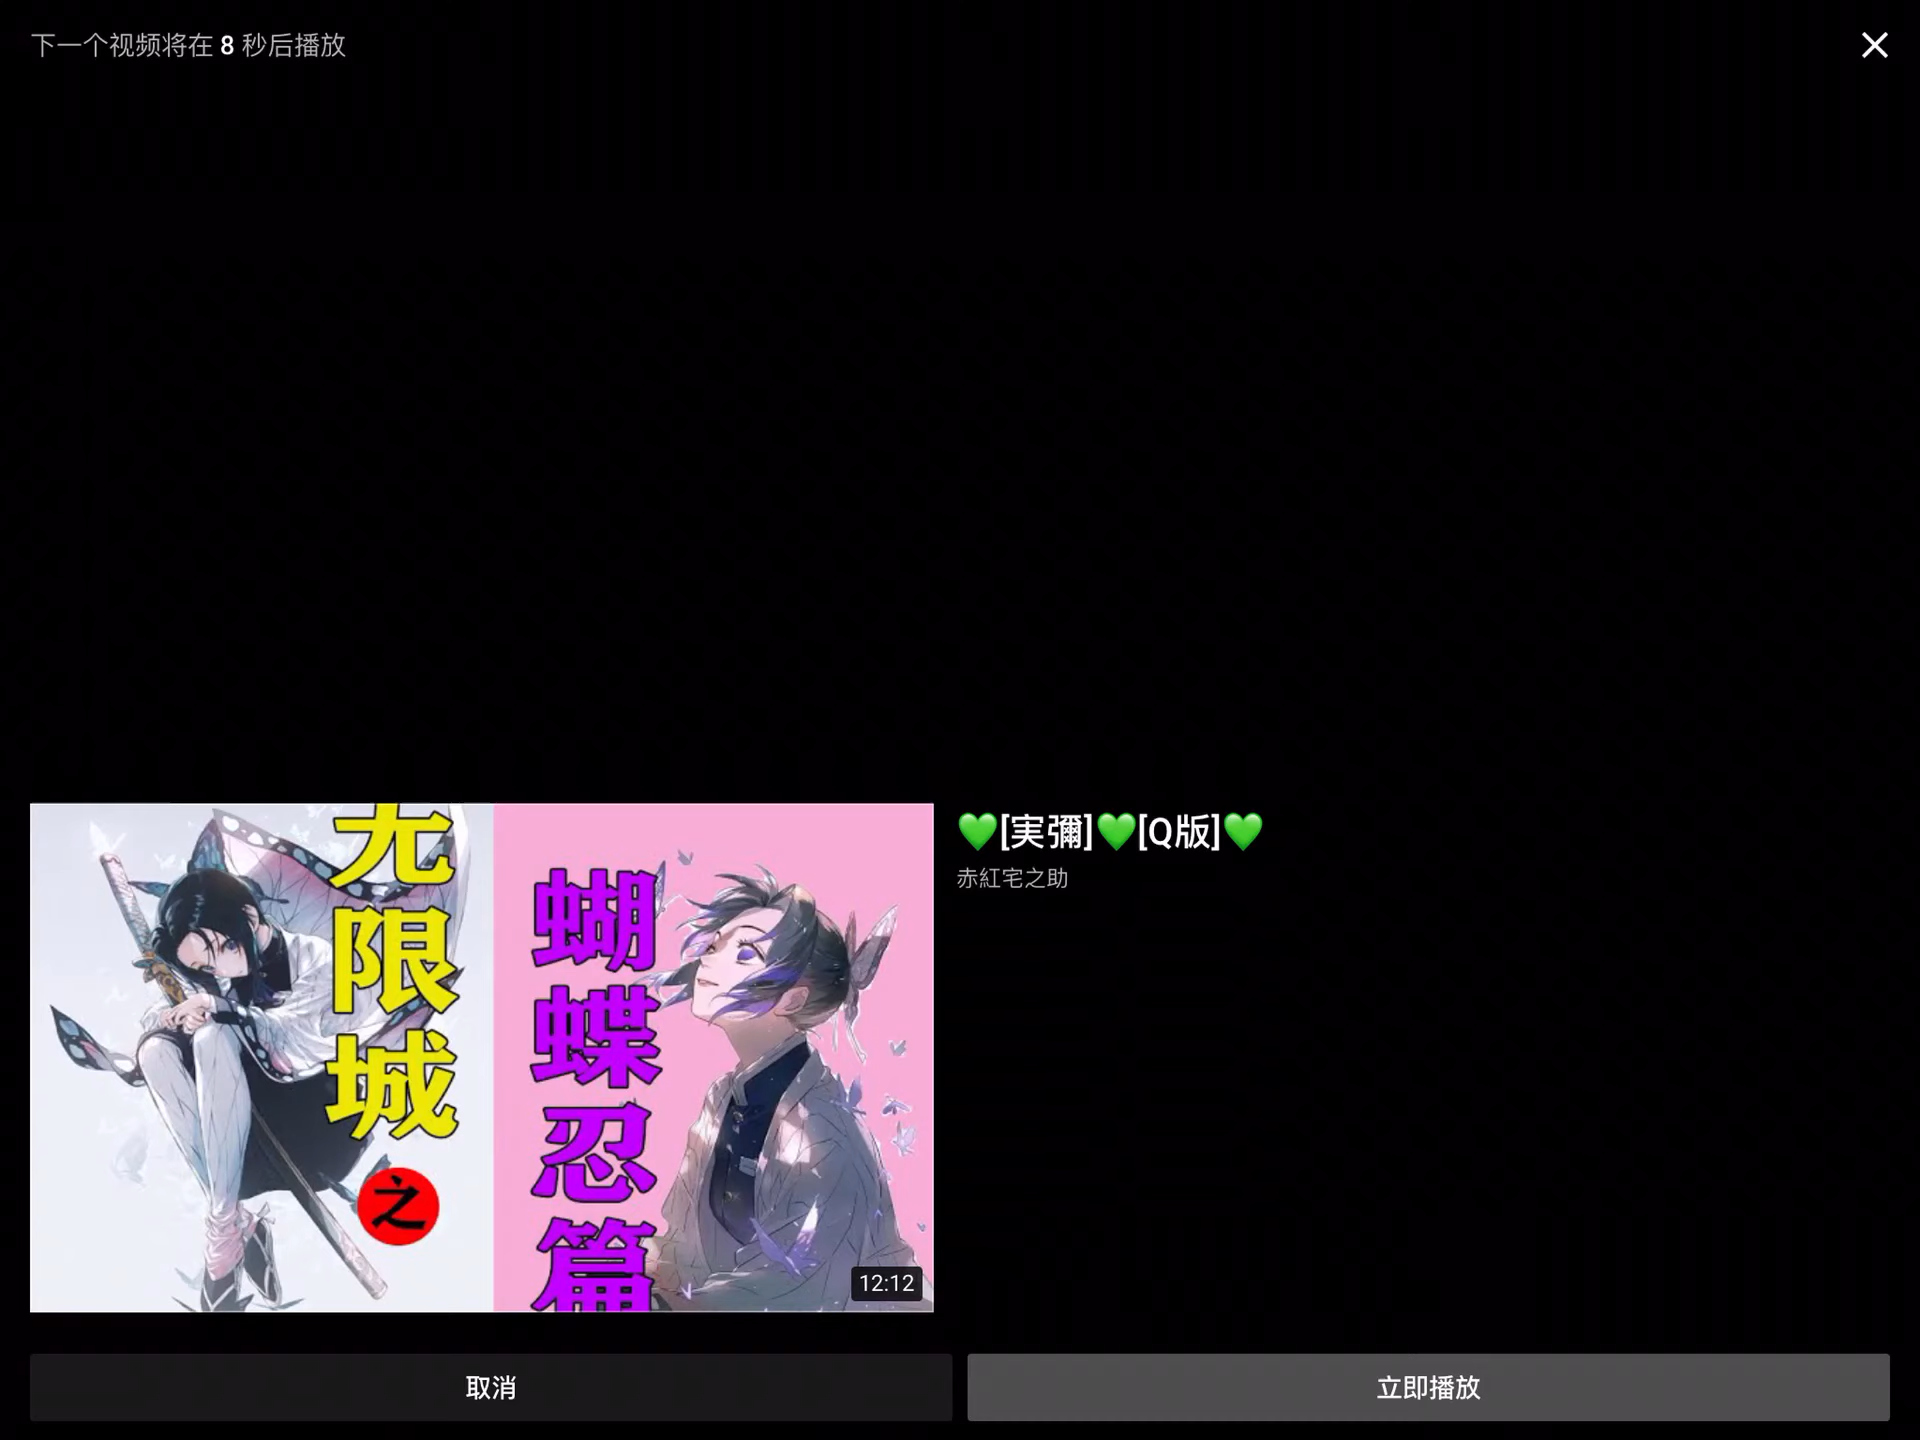 下一个视频将在 8 秒后播放
无限城
之
蝴蝶忍篇
12:12
💚[実彌]💚[Q版]💚
赤紅宅之助
取消
立即播放